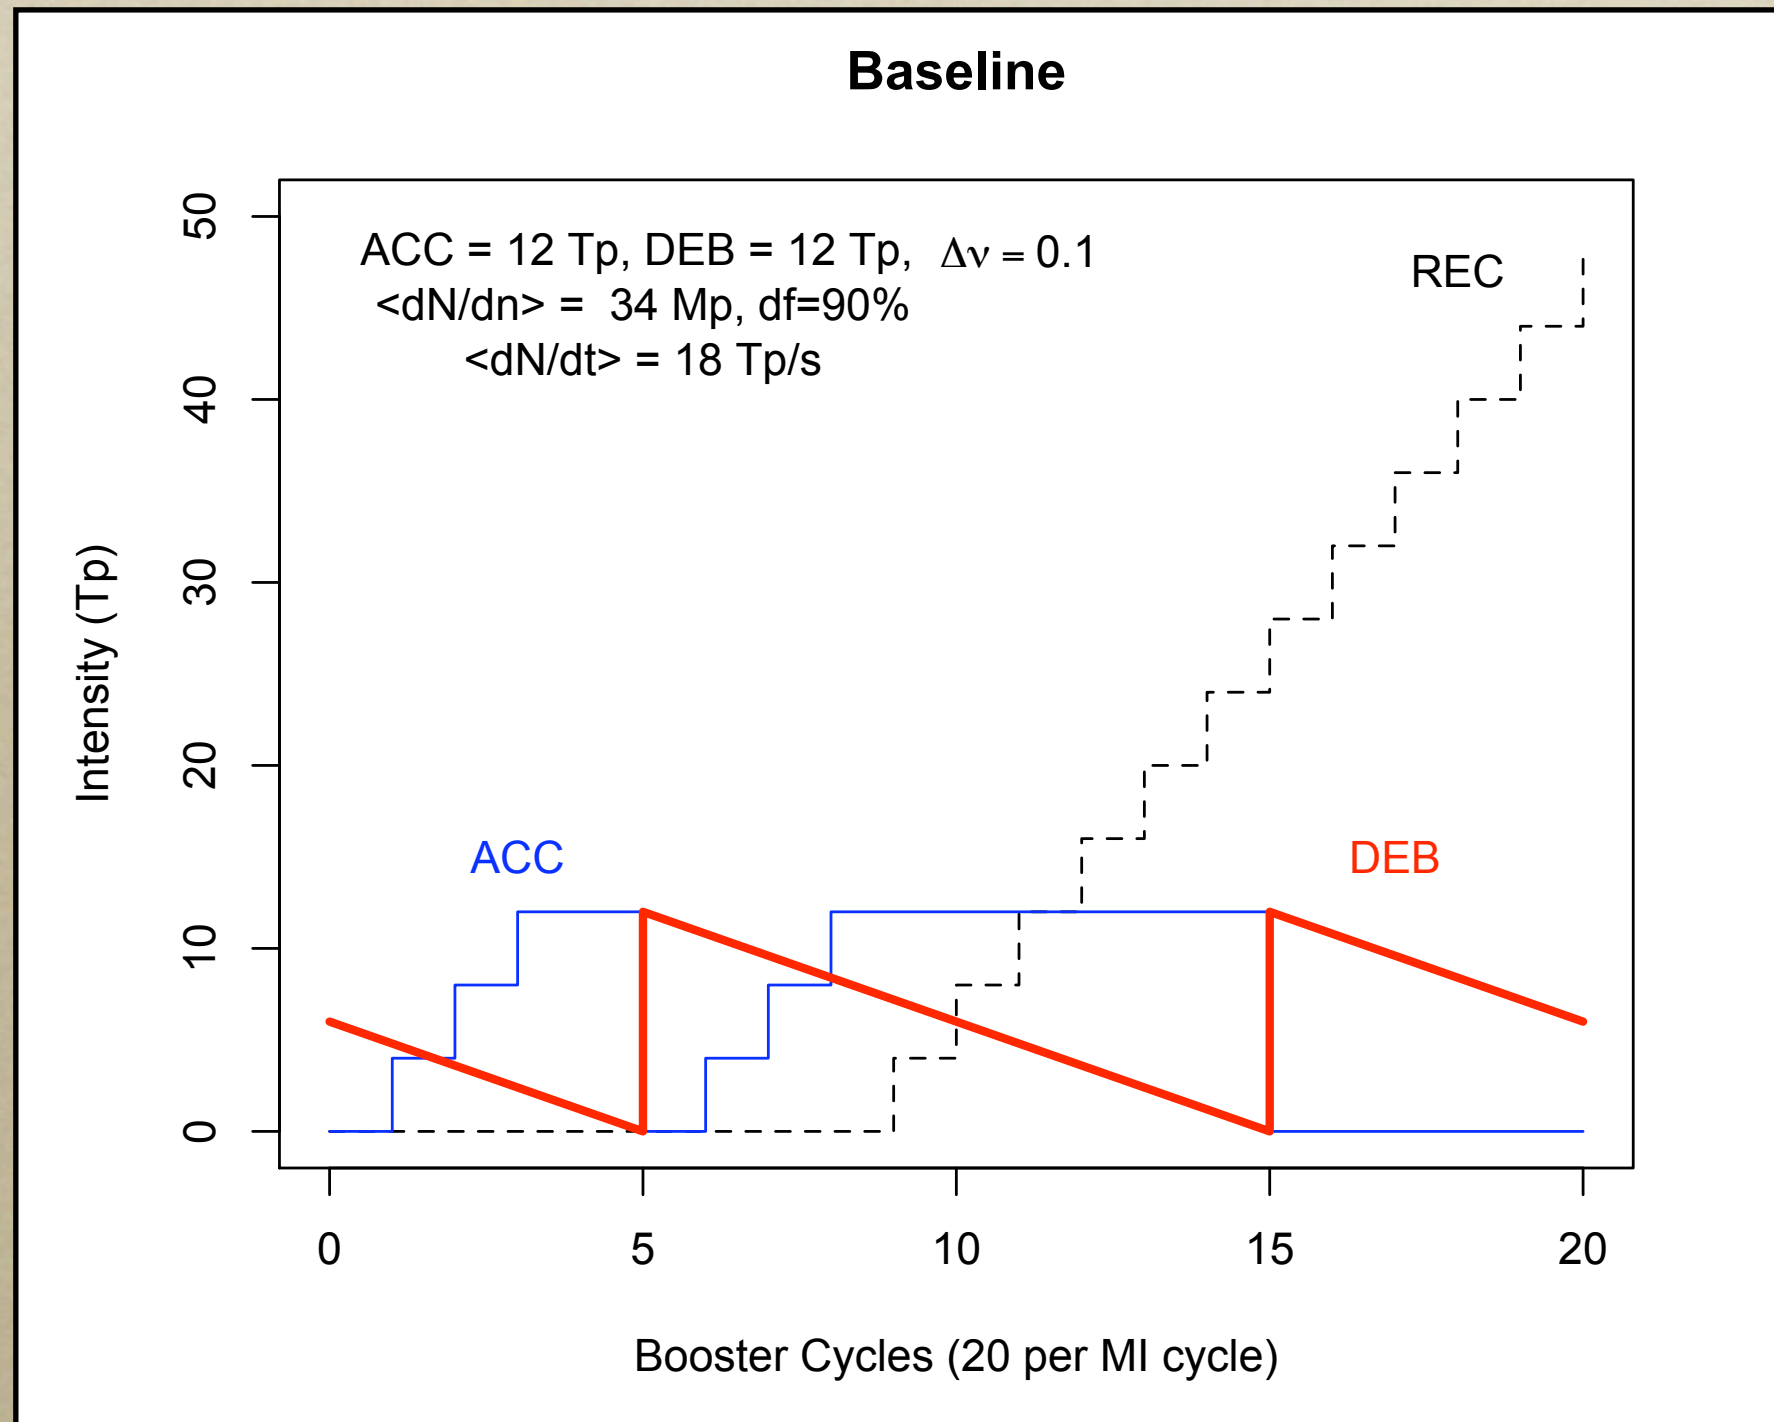 Baseline
ACC = 12 Tp, DEB = 12 Tp, Δν = 0.1
<dN/dn> = 34 Mp, df=90%
<dN/dt> = 18 Tp/s
REC
ACC
DEB
Intensity (Tp)
50
40
30
20
10
0
0 5 10 15 20
Booster Cycles (20 per MI cycle)